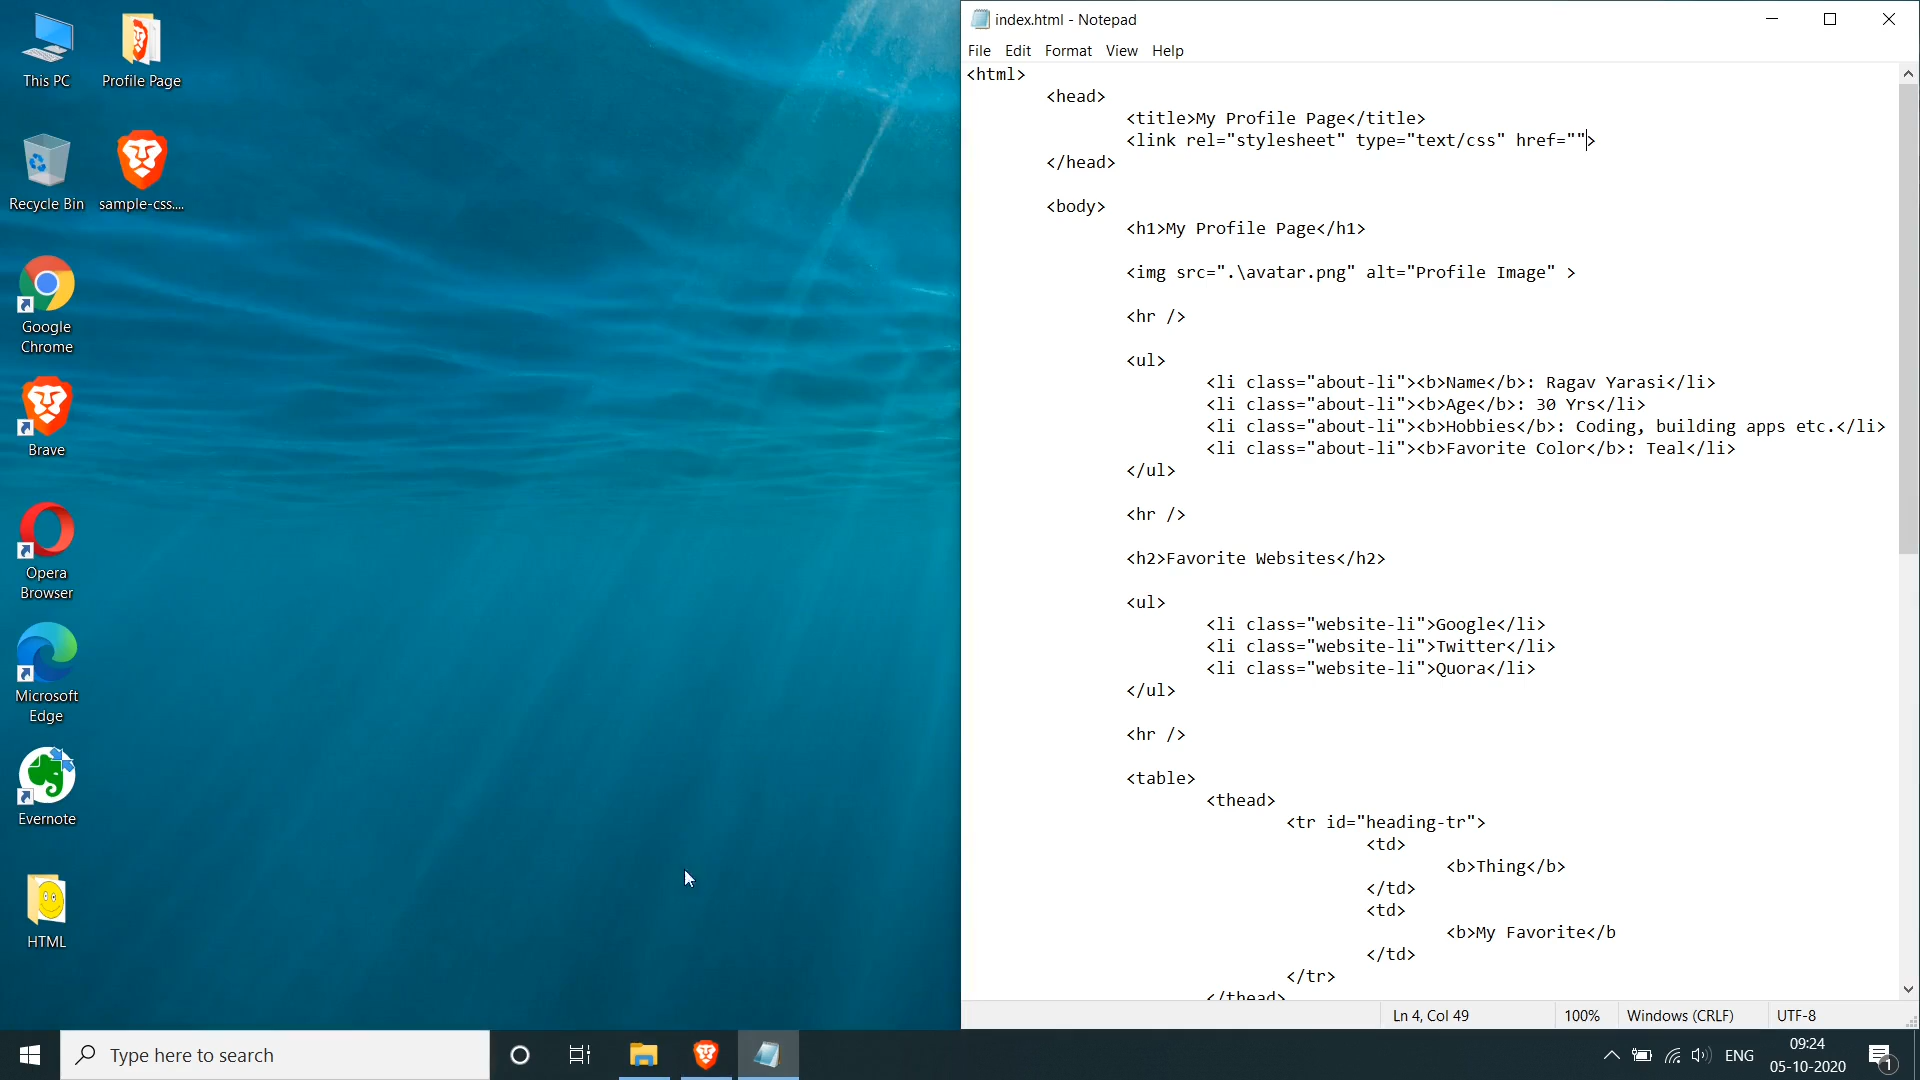 This PC
Profile Page
Recycle Bin
sample-css....
Google
Chrome
Brave
Opera
Browser
Microsoft
Edge
Evernote
HTML
index.html - Notepad
File Edit Format View Help
<html>
<head>
<title>My Profile Page</title>
<link rel="stylesheet" type="text/css" href="">
</head>
<body>
<h1>My Profile Page</h1>
<img src=".\avatar.png" alt="Profile Image" >
<hr />
<ul>
<li class="about-li"><b>Name</b>: Ragav Yarasi</li>
<li class="about-li"><b>Age</b>: 30 Yrs</li>
<li class="about-li"><b>Hobbies</b>: Coding, building apps etc.</li>
<li class="about-li"><b>Favorite Color</b>: Teal</li>
</ul>
<hr />
<h2>Favorite Websites</h2>
<ul>
<li class="website-li">Google</li>
<li class="website-li">Twitter</li>
<li class="website-li">Quora</li>
</ul>
<hr />
<table>
<thead>
<tr id="heading-tr">
<td>
<b>Thing</b>
</td>
<td>
<b>My Favorite</b
</td>
</tr>
</thead>
Ln 4, Col 49
100%
Windows (CRLF)
UTF-8
Type here to search
ENG
09:24
05-10-2020
1